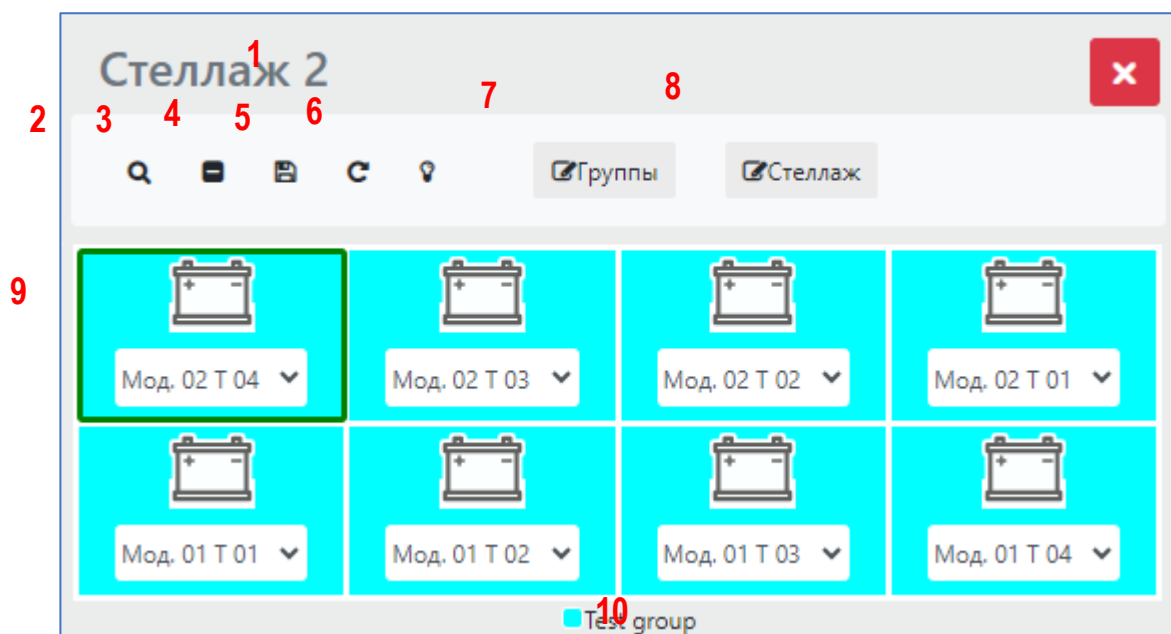 1
Стеллаж 2
2 3 4 5 6 7 8
Группы Стеллаж
9
+ - + - + - + -
Мод. 02 Т 04 Мод. 02 Т 03 Мод. 02 Т 02 Мод. 02 Т 01
+ - + - + - + -
Мод. 01 Т 01 Мод. 01 Т 02 Мод. 01 Т 03 Мод. 01 Т 04
10
Test group